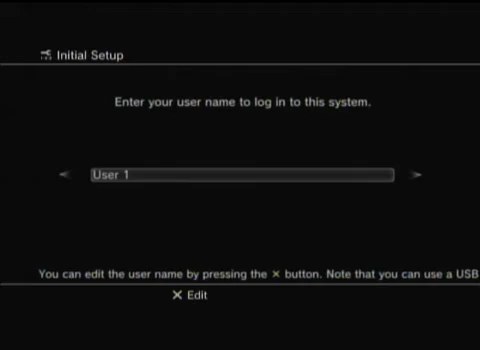 Initial Setup
Enter your user name to log in to this system.
User 1
You can edit the user name by pressing the ✕ button. Note that you can use a USB
✕ Edit